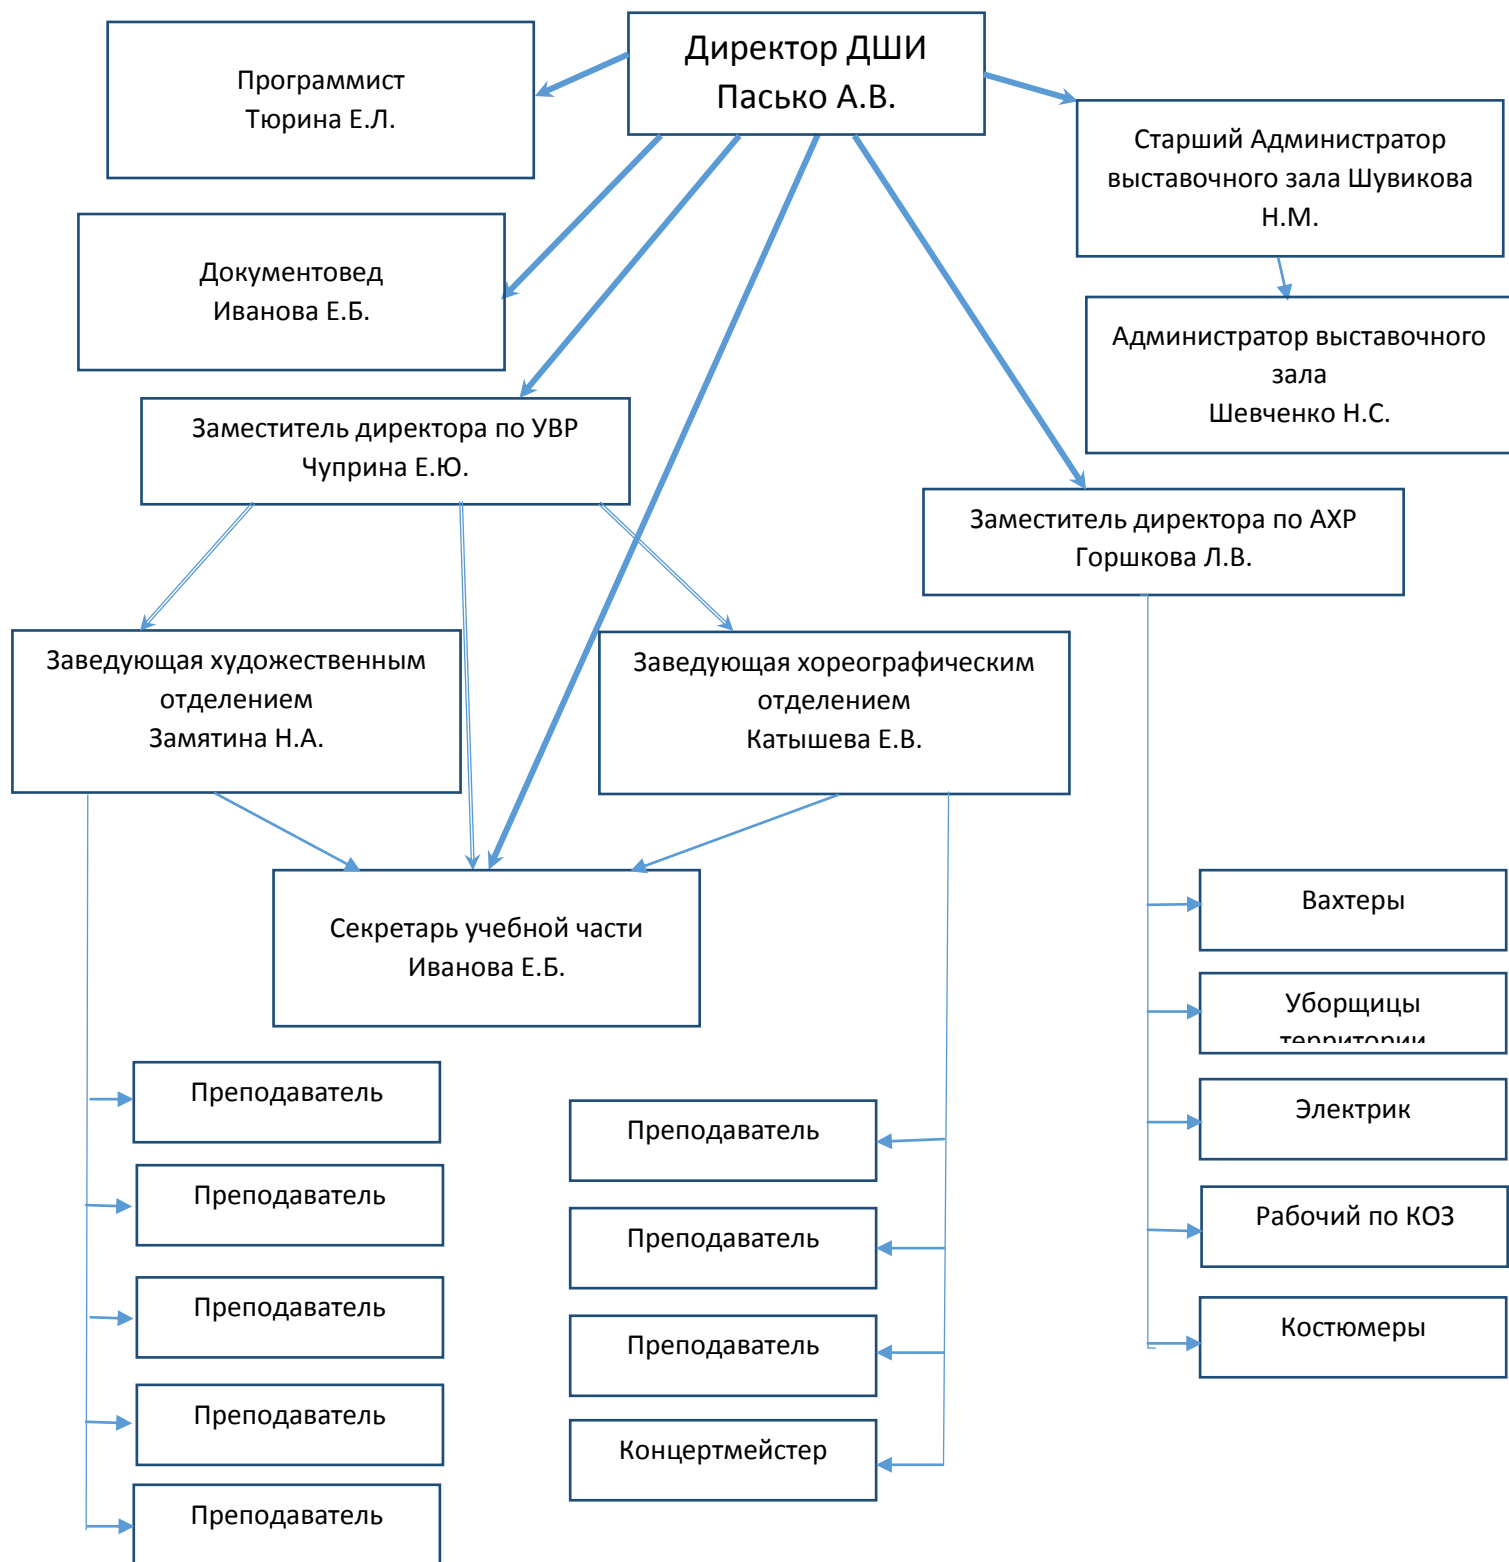 Директор ДШИ
Пасько А.В.
Программист
Тюрина Е.Л.
Старший Администратор
выставочного зала Шувикова
Н.М.
Документовед
Иванова Е.Б.
Администратор выставочного
зала
Шевченко Н.С.
Заместитель директора по УВР
Чуприна Е.Ю.
Заместитель директора по АХР
Горшкова Л.В.
Заведующая художественным
отделением
Замятина Н.А.
Заведующая хореографическим
отделением
Катышева Е.В.
Секретарь учебной части
Иванова Е.Б.
Вахтеры
Уборщицы
территории
Электрик
Рабочий по КОЗ
Костюмеры
Преподаватель
Преподаватель
Преподаватель
Преподаватель
Преподаватель
Преподаватель
Преподаватель
Преподаватель
Концертмейстер